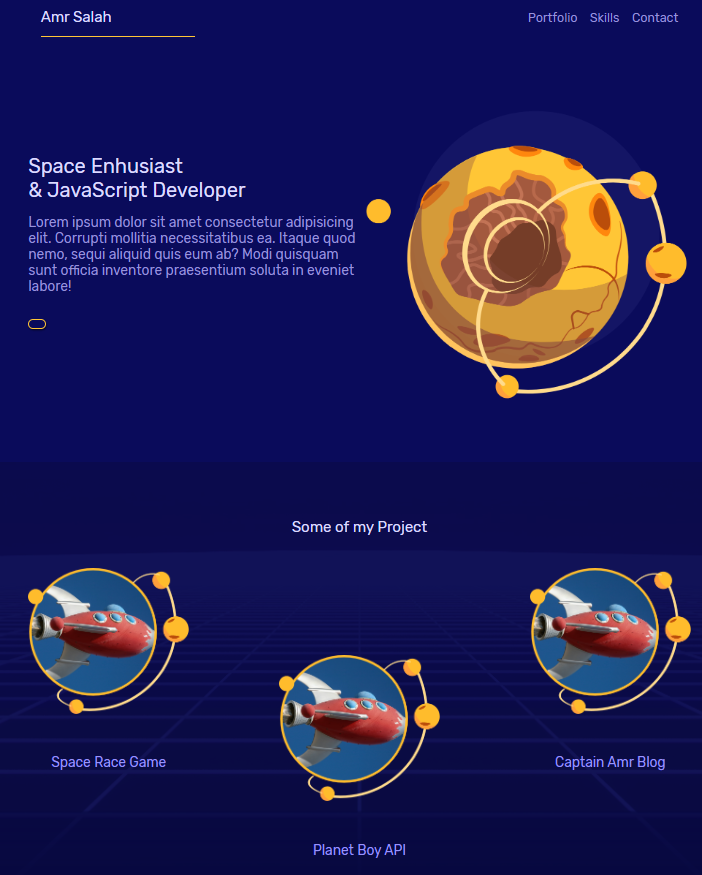 Amr Salah
Portfolio Skills Contact
Space Enhusiast
& JavaScript Developer
Lorem ipsum dolor sit amet consectetur adipisicing
elit. Corrupti mollitia necessitatibus ea. Itaque quod
nemo, sequi aliquid quis eum ab? Modi quisquam
sunt officia inventore praesentium soluta in eveniet
labore!
Some of my Project
Space Race Game
Captain Amr Blog
Planet Boy API